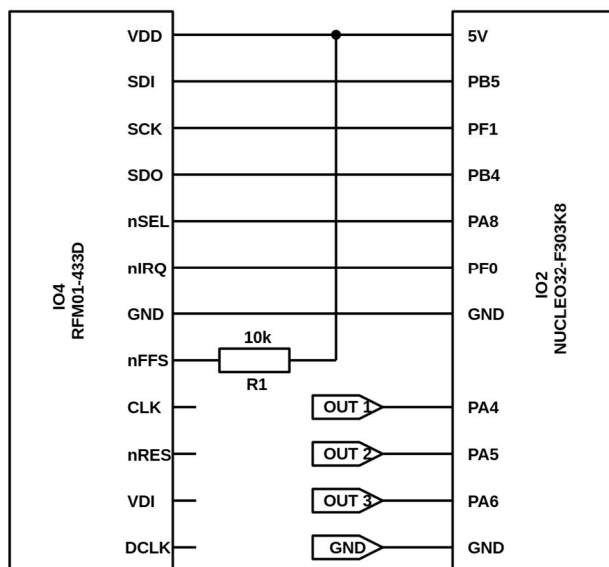 VDD
5V
SDI
PB5
SCK
PF1
SDO
PB4
nSEL
PA8
nIRQ
PF0
IO4
RFM01-433D
IO2
NUCLEO32-F303K8
GND
GND
10k
nFFS
R1
CLK
OUT 1
PA4
nRES
OUT 2
PA5
VDI
OUT 3
PA6
DCLK
GND
GND